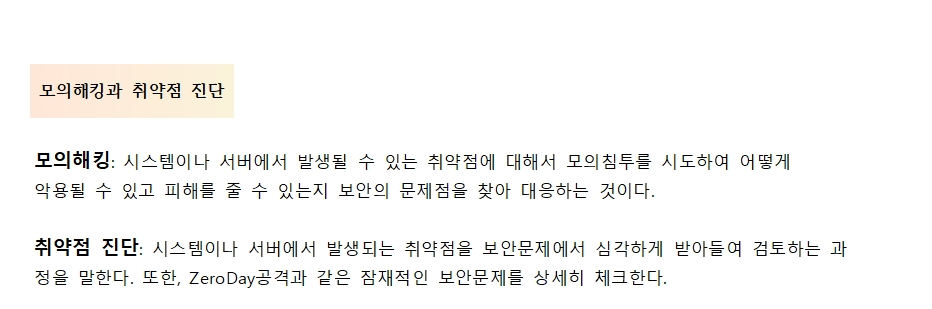 모의해킹과 취약점 진단
모의해킹: 시스템이나 서버에서 발생될 수 있는 취약점에 대해서 모의침투를 시도하여 어떻게
악용될 수 있고 피해를 줄 수 있는지 보안의 문제점을 찾아 대응하는 것이다.
취약점 진단: 시스템이나 서버에서 발생되는 취약점을 보안문제에서 심각하게 받아들여 검토하는 과
정을 말한다. 또한, ZeroDay공격과 같은 잠재적인 보안문제를 상세히 체크한다.